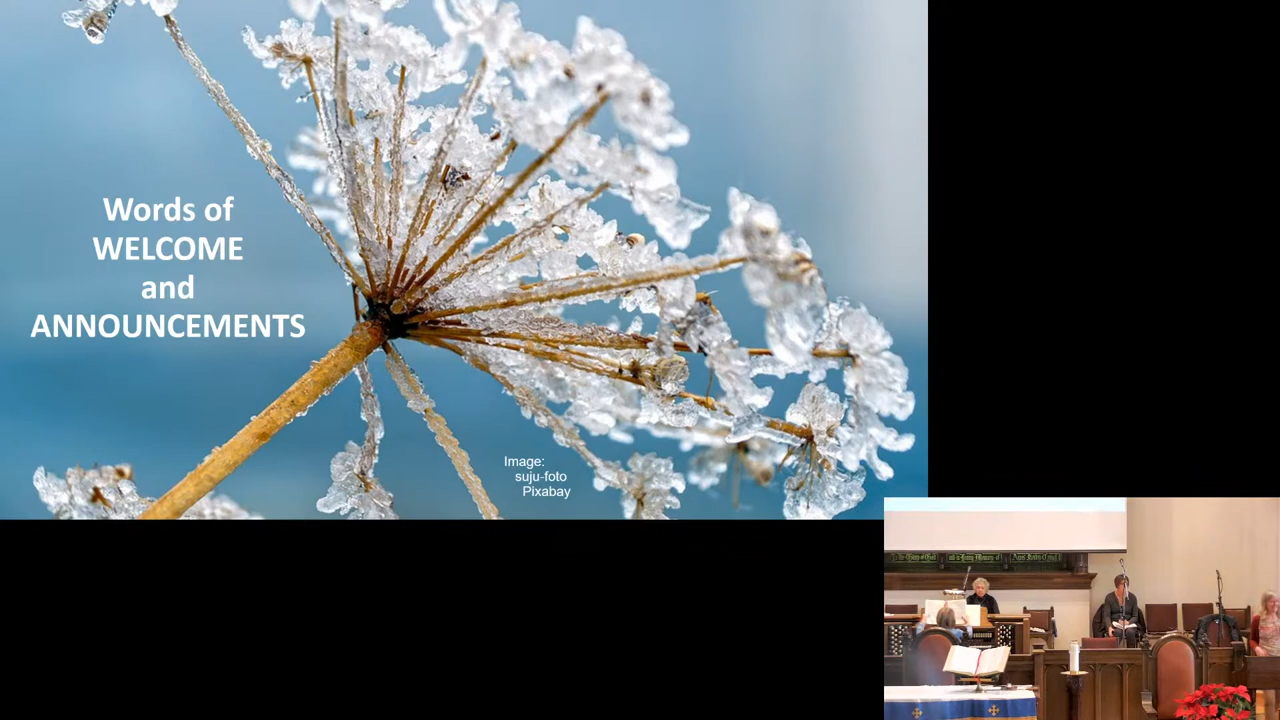 Words of
WELCOME
and
ANNOUNCEMENTS
Image:
suju-foto
Pixabay